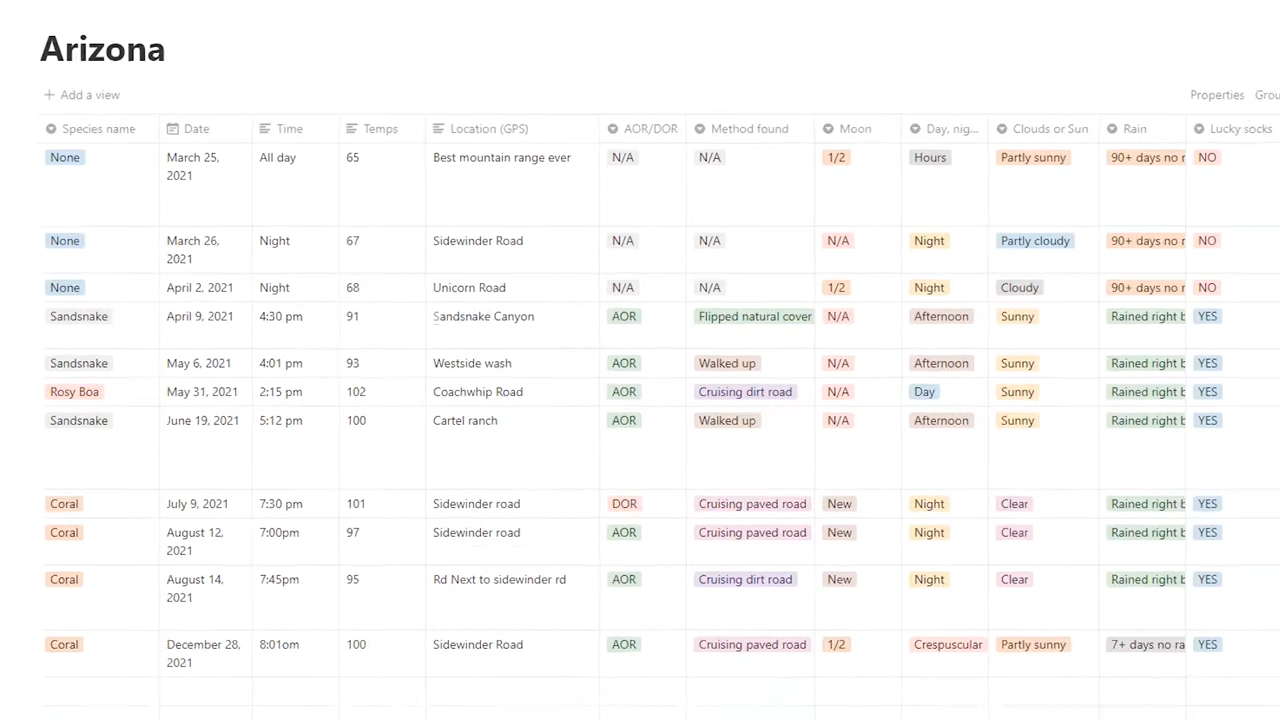 Arizona
+ Add a view Properties Grou
Species name Date Time Temps Location (GPS) AOR/DOR Method found Moon Day, nig... Clouds or Sun Rain Lucky socks
None March 25, 2021 All day 65 Best mountain range ever N/A N/A 1/2 Hours Partly sunny 90+ days no r NO
None March 26, 2021 Night 67 Sidewinder Road N/A N/A N/A Night Partly cloudy 90+ days no r NO
None April 2, 2021 Night 68 Unicorn Road N/A N/A 1/2 Night Cloudy 90+ days no r NO
Sandsnake April 9, 2021 4:30 pm 91 Sandsnake Canyon AOR Flipped natural cover N/A Afternoon Sunny Rained right b YES
Sandsnake May 6, 2021 4:01 pm 93 Westside wash AOR Walked up N/A Afternoon Sunny Rained right b YES
Rosy Boa May 31, 2021 2:15 pm 102 Coachwhip Road AOR Cruising dirt road N/A Day Sunny Rained right b YES
Sandsnake June 19, 2021 5:12 pm 100 Cartel ranch AOR Walked up N/A Afternoon Sunny Rained right b YES
Coral July 9, 2021 7:30 pm 101 Sidewinder road DOR Cruising paved road New Night Clear Rained right b YES
Coral August 12, 2021 7:00pm 97 Sidewinder road AOR Cruising paved road New Night Clear Rained right b YES
Coral August 14, 2021 7:45pm 95 Rd Next to sidewinder rd AOR Cruising dirt road New Night Clear Rained right b YES
Coral December 28, 2021 8:01om 100 Sidewinder Road AOR Cruising paved road 1/2 Crespuscular Partly sunny 7+ days no ra YES